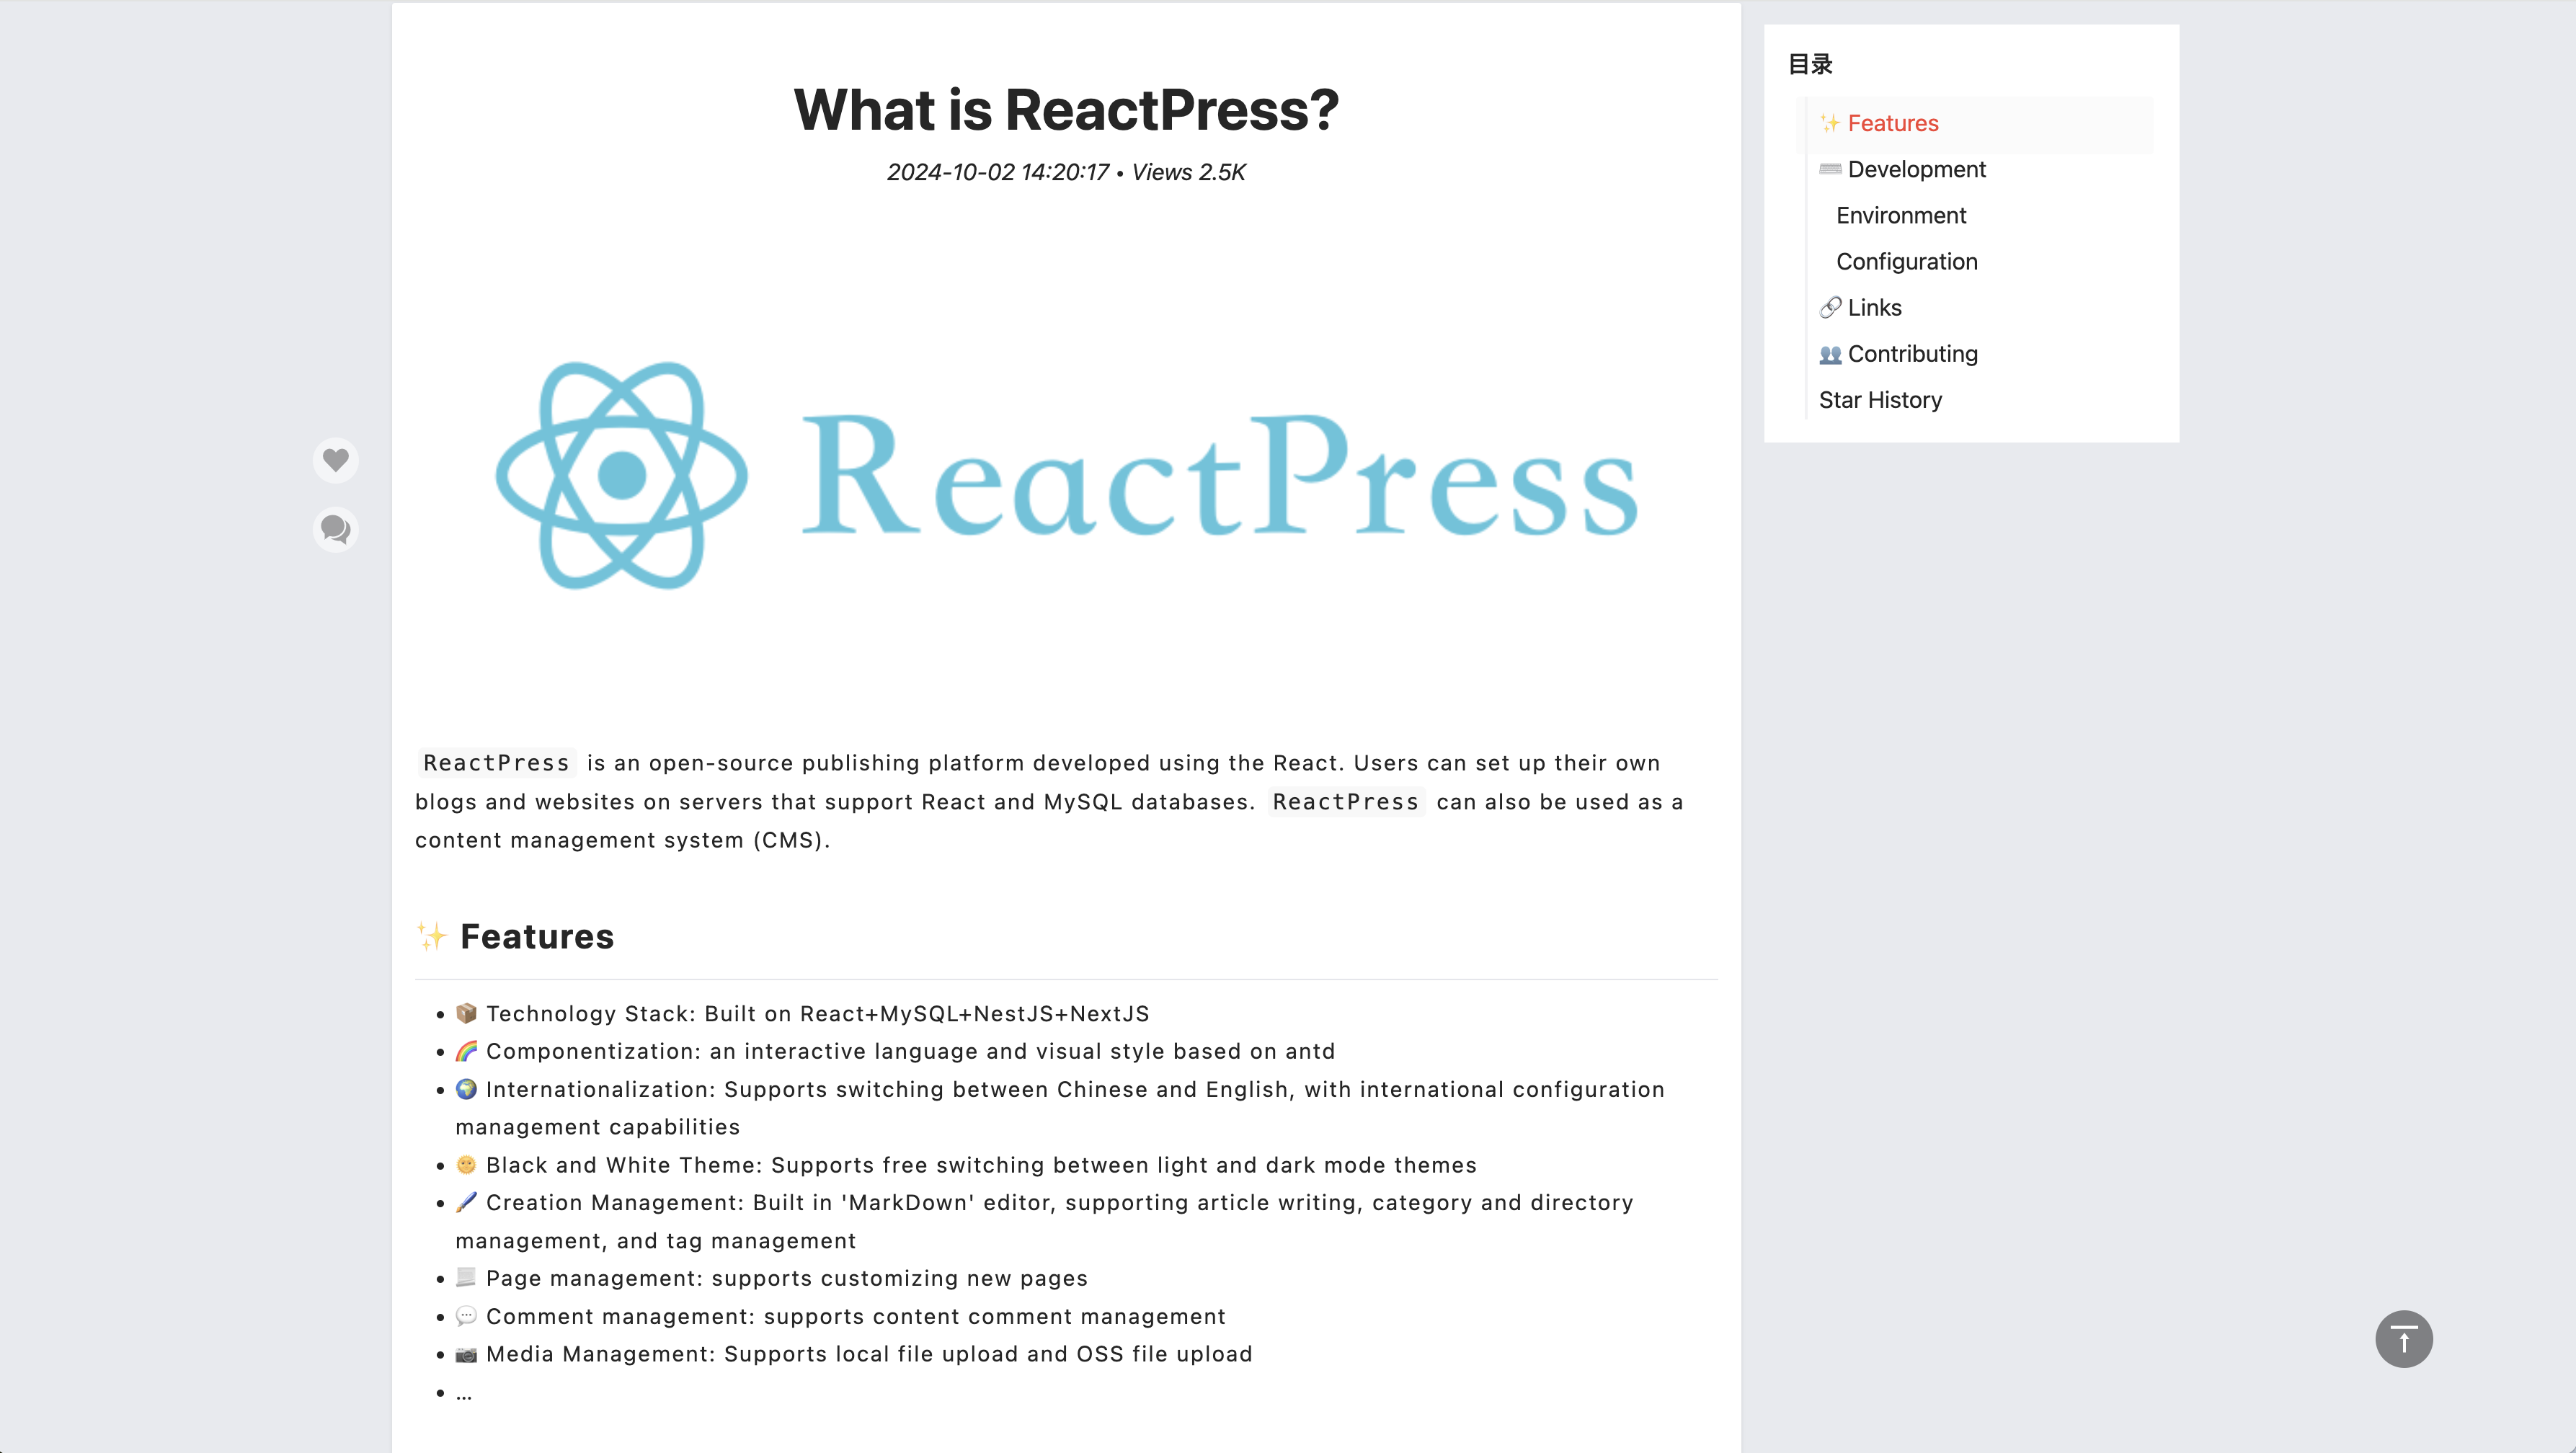 What is ReactPress?
2024-10-02 14:20:17 • Views 2.5K
ReactPress
ReactPress is an open-source publishing platform developed using the React. Users can set up their own
blogs and websites on servers that support React and MySQL databases. ReactPress can also be used as a
content management system (CMS).
✨ Features
• 📦 Technology Stack: Built on React+MySQL+NestJS+NextJS
• 🌈 Componentization: an interactive language and visual style based on antd
• 🌍 Internationalization: Supports switching between Chinese and English, with international configuration
management capabilities
• 🌞 Black and White Theme: Supports free switching between light and dark mode themes
• 🖌️ Creation Management: Built in 'MarkDown' editor, supporting article writing, category and directory
management, and tag management
• 📃 Page management: supports customizing new pages
• 💬 Comment management: supports content comment management
• 📷️ Media Management: Supports local file upload and OSS file upload
• ...
目录
✨ Features
⌨️ Development
Environment
Configuration
🔗 Links
👥 Contributing
Star History